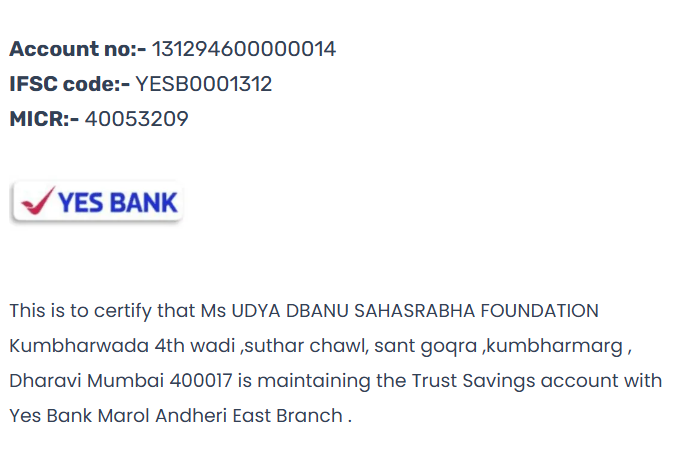 Account no:- 131294600000014
IFSC code:- YESB0001312
MICR:- 40053209
YES BANK
This is to certify that Ms UDYA DBANU SAHASRABHA FOUNDATION
Kumbharwada 4th wadi ,suthar chawl, sant goqra ,kumbharmarg ,
Dharavi Mumbai 400017 is maintaining the Trust Savings account with
Yes Bank Marol Andheri East Branch .